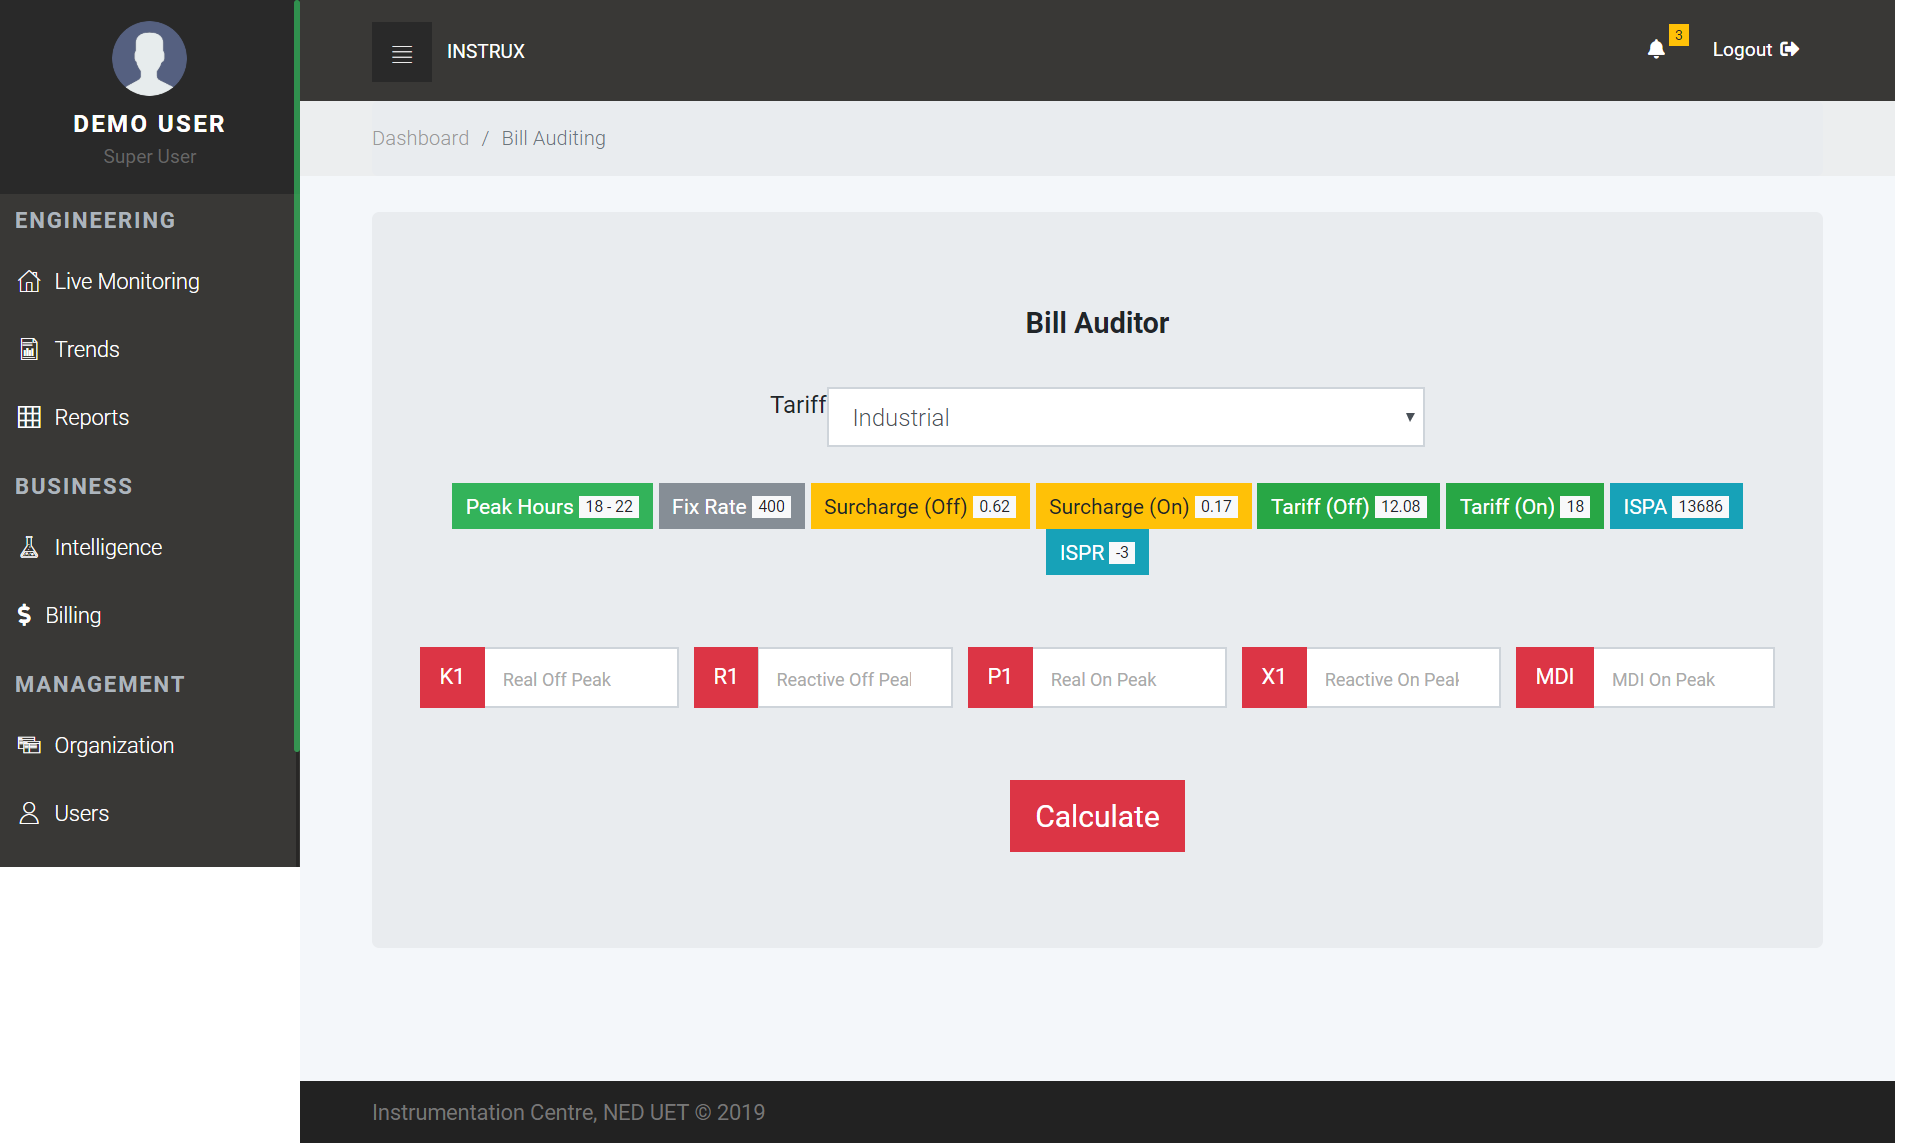 DEMO USER
Super User
ENGINEERING
Live Monitoring
Trends
Reports
BUSINESS
Intelligence
$ Billing
MANAGEMENT
Organization
Users
INSTRUX
3
Logout
Dashboard / Bill Auditing
Bill Auditor
Tariff Industrial
Peak Hours 18 - 22 Fix Rate 400 Surcharge (Off) 0.62 Surcharge (On) 0.17 Tariff (Off) 12.08 Tariff (On) 18 ISPA 13686
ISPR -3
K1 Real Off Peak R1 Reactive Off Peak P1 Real On Peak X1 Reactive On Peak MDI MDI On Peak
Calculate
Instrumentation Centre, NED UET © 2019